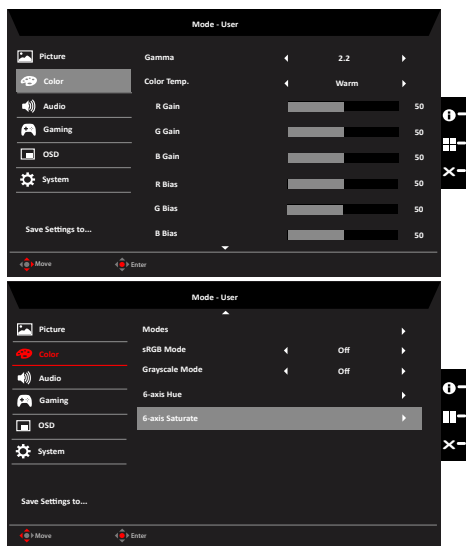 Mode - User
Picture
Gamma 2.2
Color
Color Temp. Warm
Audio
R Gain 50
Gaming
G Gain 50
OSD
B Gain 50
System
R Bias 50
G Bias 50
Save Settings to...
B Bias 50
Move Enter
Mode - User
Picture
Modes
Color
sRGB Mode Off
Audio
Grayscale Mode Off
Gaming
6-axis Hue
OSD
6-axis Saturate
System
Save Settings to...
Move Enter